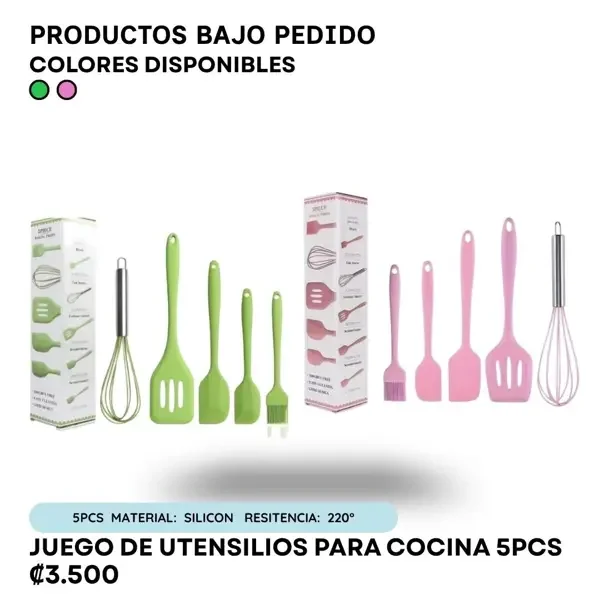 PRODUCTOS BAJO PEDIDO
COLORES DISPONIBLES
5PCS MATERIAL: SILICON RESITENCIA: 220°
JUEGO DE UTENSILIOS PARA COCINA 5PCS
₡3.500